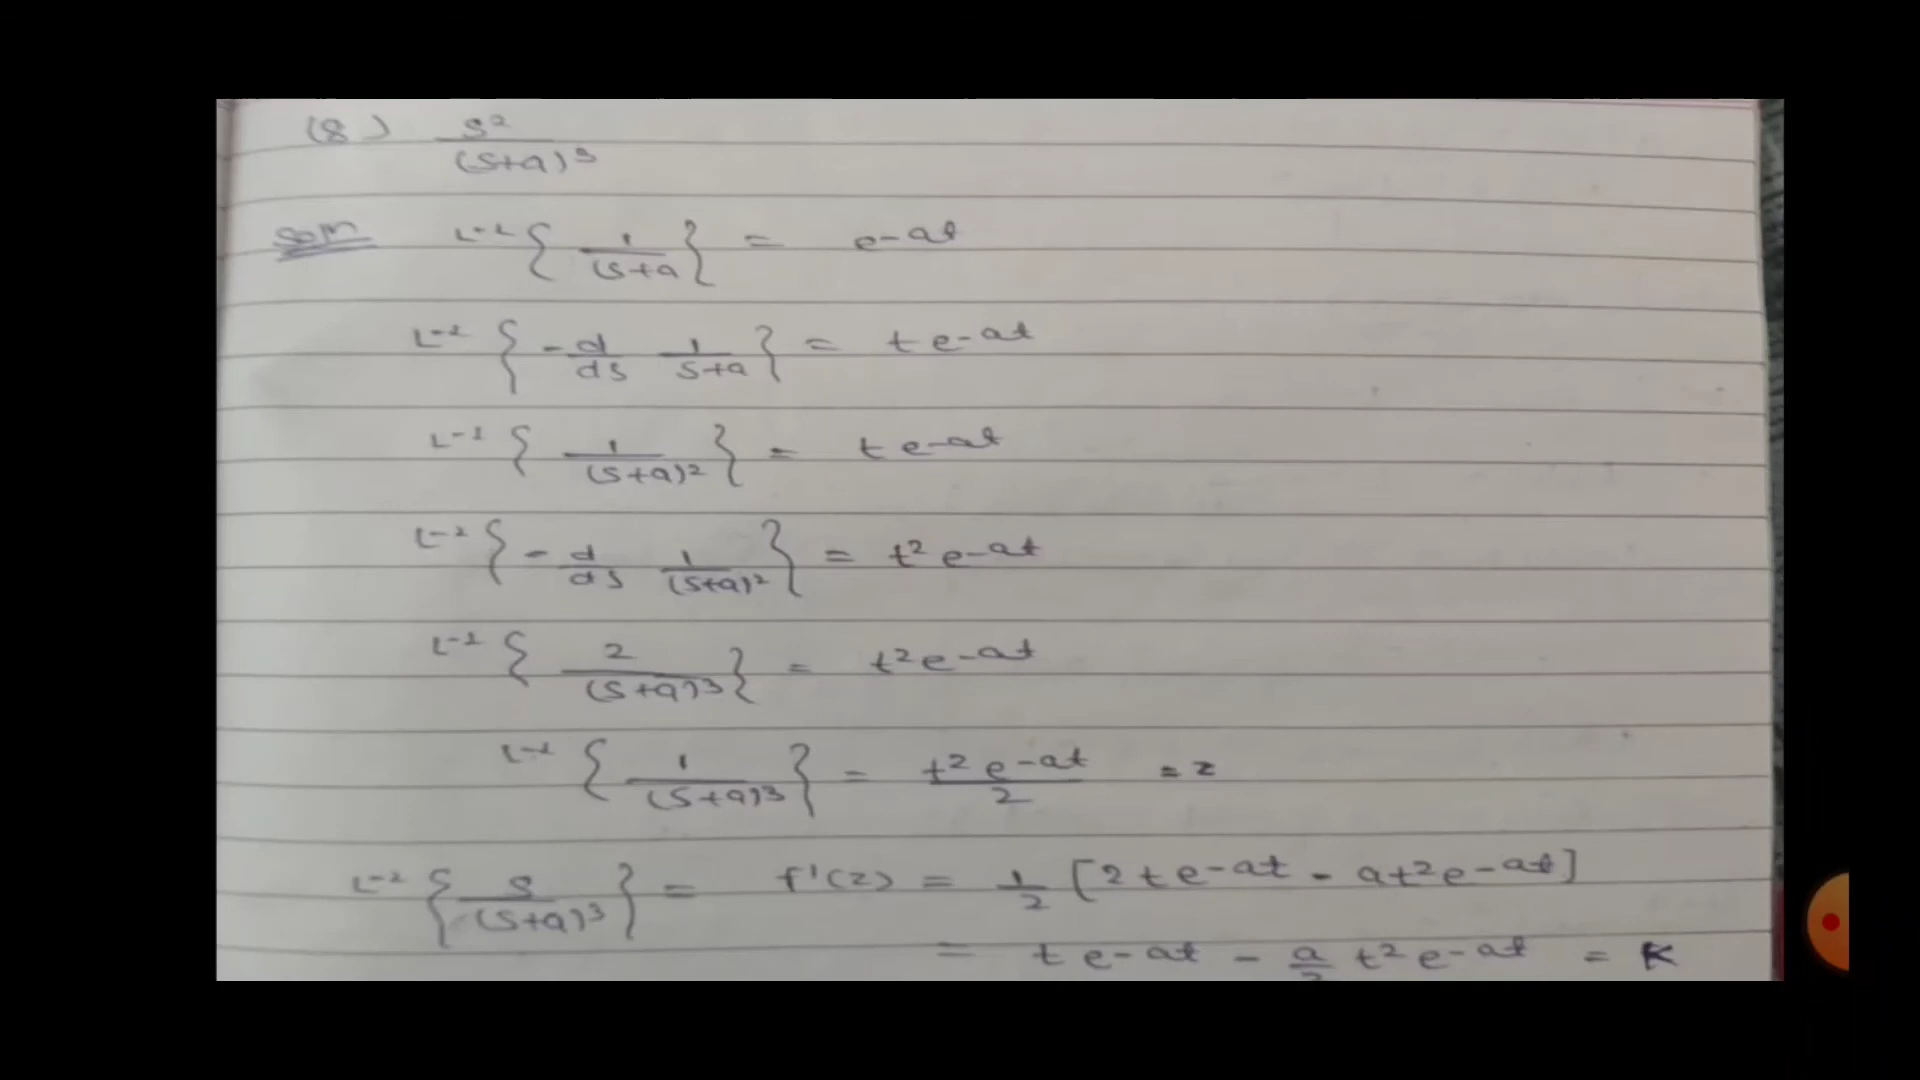 (8) s²/(s+a)³
Soln L⁻¹ { 1/(s+a } = e-at
L⁻¹ { -d/ds 1/s+a } = t e-at
L⁻¹ { 1/(s+a)² } = t e-at
L⁻¹ { -d/ds 1/(s+a)² } = t² e-at
L⁻¹ { 2/(s+a)³ } = t² e-at
L⁻¹ { 1/(s+a)³ } = t² e-at/2 = z
L⁻¹ { s/(s+a)³ } = f'(z) = 1/2 [2t e-at - at² e-at]
= t e-at - a/2 t² e-at = K